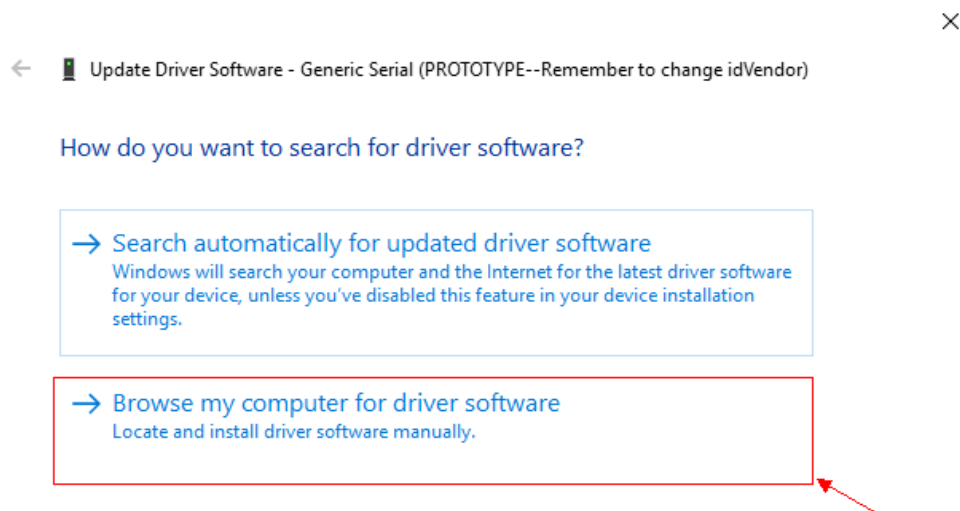 Update Driver Software - Generic Serial (PROTOTYPE--Remember to change idVendor)
How do you want to search for driver software?
Search automatically for updated driver software
Windows will search your computer and the Internet for the latest driver software
for your device, unless you've disabled this feature in your device installation
settings.
Browse my computer for driver software
Locate and install driver software manually.